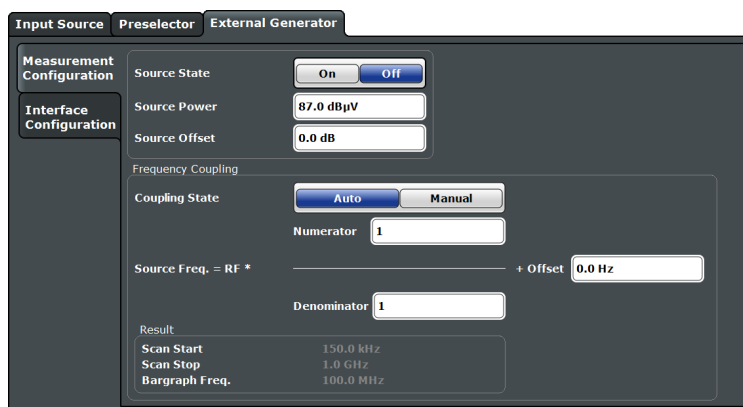 Input Source Preselector External Generator
Measurement Configuration
Interface Configuration
Source State On Off
Source Power 87.0 dBµV
Source Offset 0.0 dB
Frequency Coupling
Coupling State Auto Manual
Numerator 1
Source Freq. = RF * + Offset 0.0 Hz
Denominator 1
Result
Scan Start 150.0 kHz
Scan Stop 1.0 GHz
Bargraph Freq. 100.0 MHz